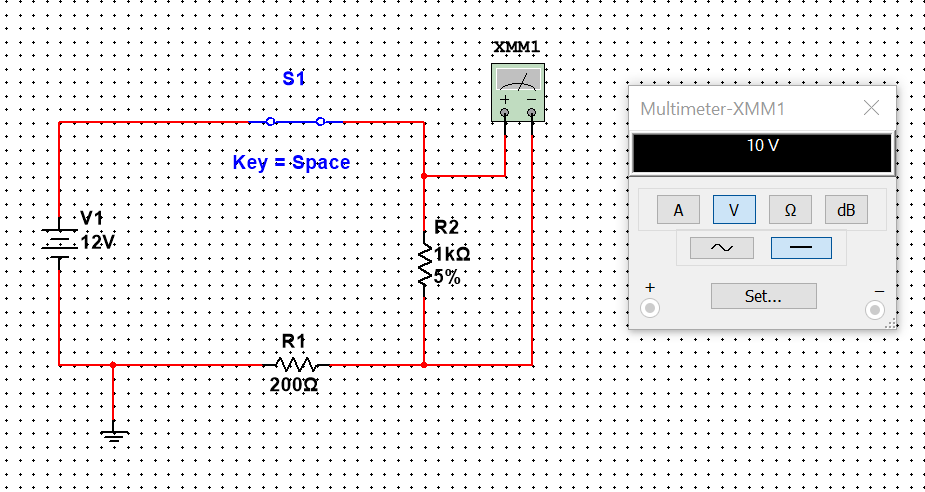 XMM1
S1
Key = Space
V1
12V
R2
1kΩ
5%
R1
200Ω
+ −
Multimeter-XMM1
10 V
A V Ω dB
+ −
Set...